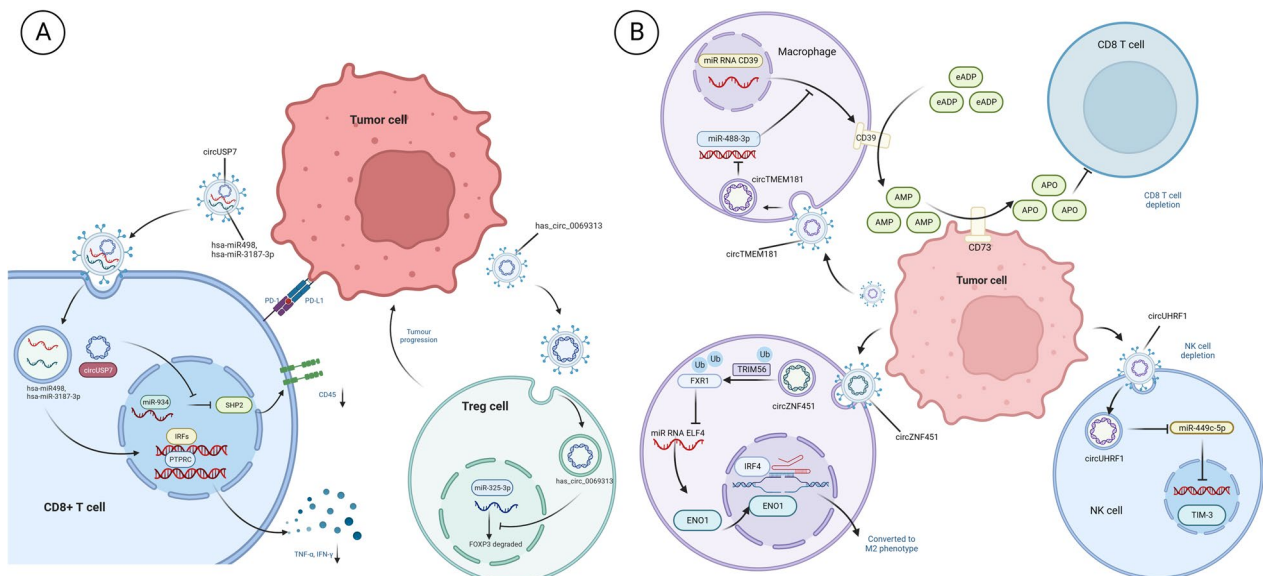 A
Tumor cell
circUSP7
hsa-miR498,
hsa-miR-3187-3p
has_circ_0069313
PD-1
PD-L1
Tumour
progression
hsa-miR498,
hsa-miR-3187-3p
circUSP7
miR-934
SHP2
IRFs
PTPRC
CD45
CD8+ T cell
TNF-α, IFN-γ
Treg cell
has_circ_0069313
miR-325-3p
FOXP3 degraded
B
Macrophage
miR RNA CD39
miR-488-3p
circTMEM181
circTMEM181
CD39
eADP
eADP
eADP
AMP
AMP
AMP
CD73
APO
APO
APO
CD8 T cell
CD8 T cell
depletion
Tumor cell
Ub
Ub
Ub
TRIM56
FXR1
circZNF451
circZNF451
miR RNA ELF4
IRF4
ENO1
ENO1
Converted to
M2 phenotype
circUHRF1
NK cell
depletion
circUHRF1
miR-449c-5p
TIM-3
NK cell